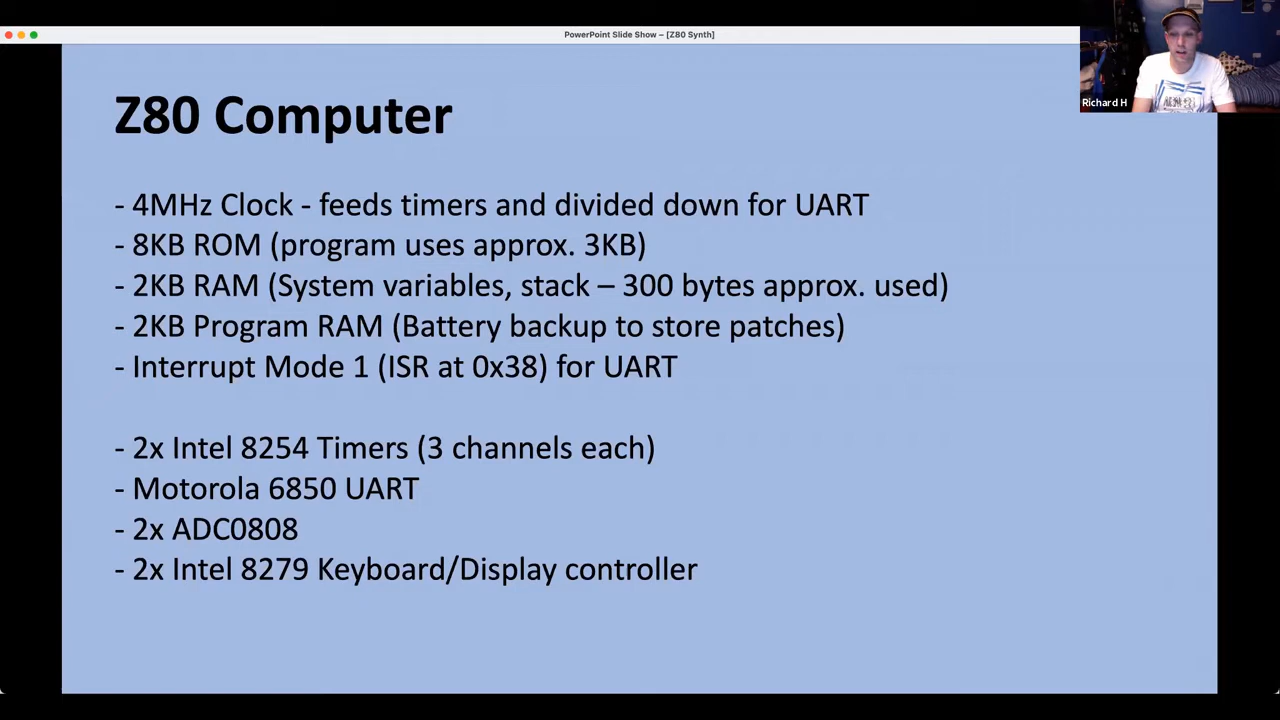 PowerPoint Slide Show – [Z80 Synth]
Richard H
Z80 Computer
- 4MHz Clock - feeds timers and divided down for UART
- 8KB ROM (program uses approx. 3KB)
- 2KB RAM (System variables, stack – 300 bytes approx. used)
- 2KB Program RAM (Battery backup to store patches)
- Interrupt Mode 1 (ISR at 0x38) for UART
- 2x Intel 8254 Timers (3 channels each)
- Motorola 6850 UART
- 2x ADC0808
- 2x Intel 8279 Keyboard/Display controller